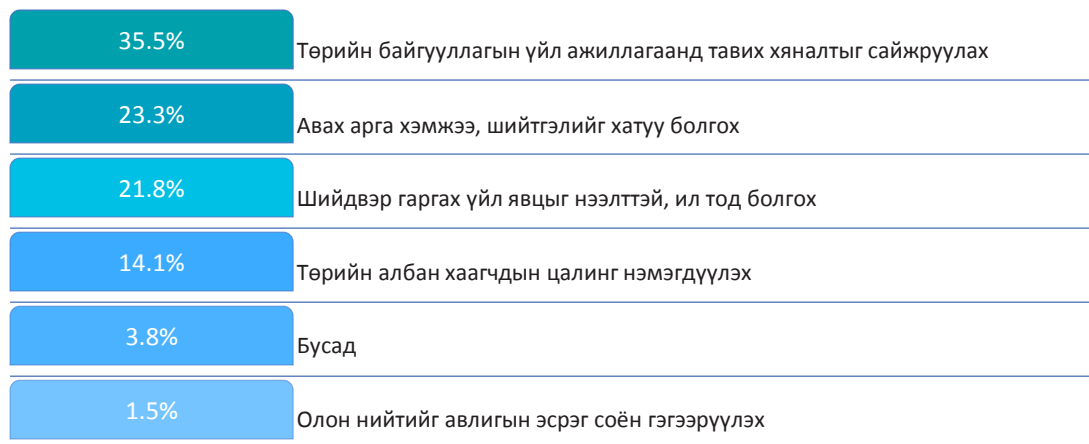 35.5%
Төрийн байгууллагын үйл ажиллагаанд тавих хяналтыг сайжруулах
23.3%
Авах арга хэмжээ, шийтгэлийг хатуу болгох
21.8%
Шийдвэр гаргах үйл явцыг нээлттэй, ил тод болгох
14.1%
Төрийн албан хаагчдын цалинг нэмэгдүүлэх
3.8%
Бусад
1.5%
Олон нийтийг авлигын эсрэг соён гэгээрүүлэх